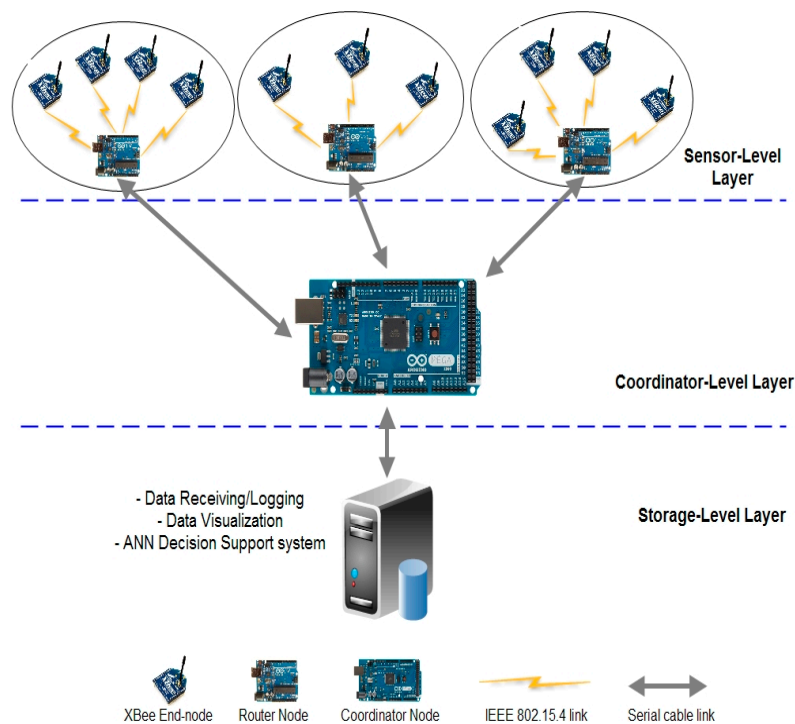 Sensor-Level
Layer
Coordinator-Level Layer
- Data Receiving/Logging
- Data Visualization
- ANN Decision Support system
Storage-Level Layer
XBee End-node
Router Node
Coordinator Node
IEEE 802.15.4 link
Serial cable link